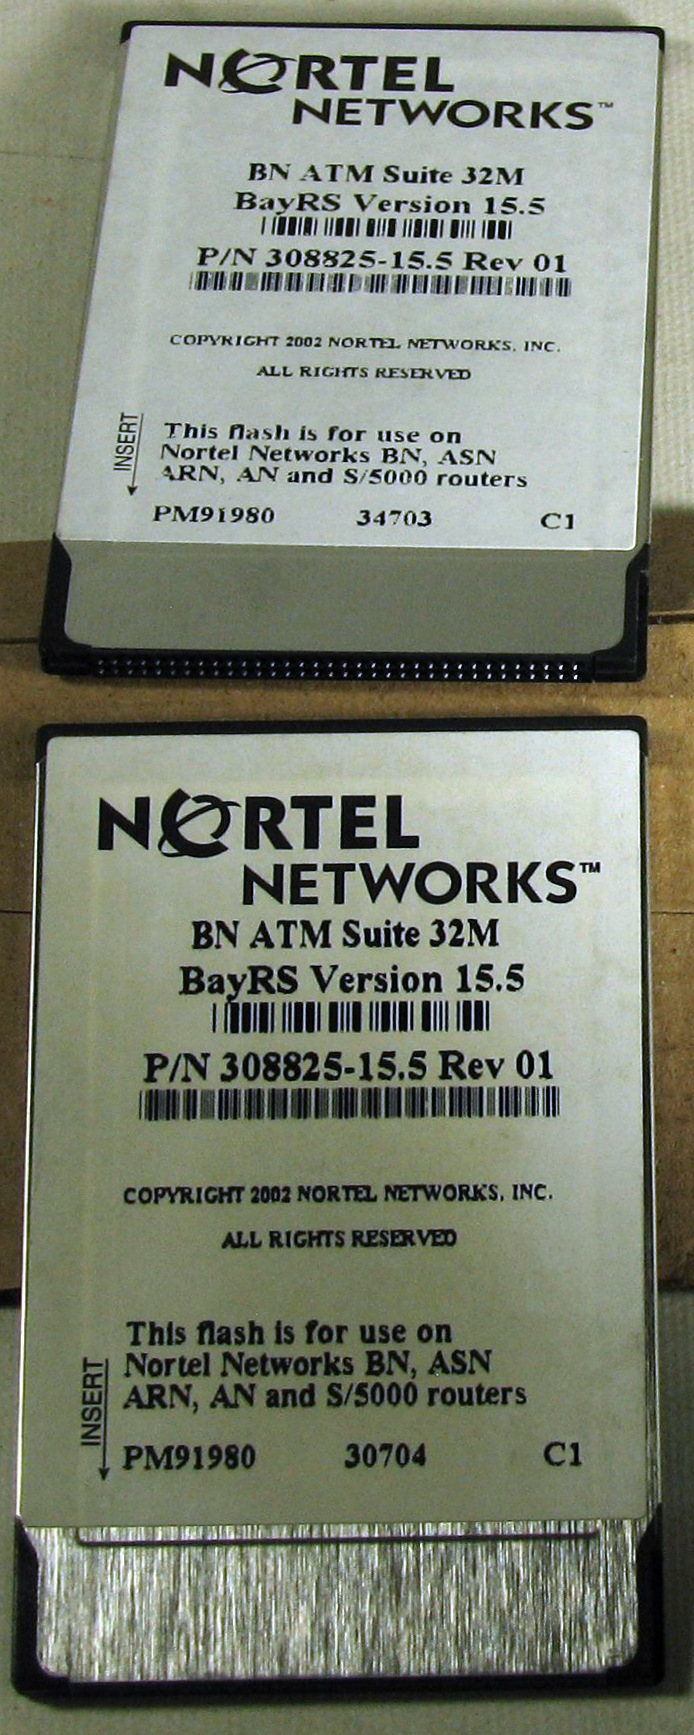 NORTEL
NETWORKS™
BN ATM Suite 32M
BayRS Version 15.5
P/N 308825-15.5 Rev 01
COPYRIGHT 2002 NORTEL NETWORKS, INC.
ALL RIGHTS RESERVED
INSERT
This flash is for use on
Nortel Networks BN, ASN
ARN, AN and S/5000 routers
PM91980 34703 C1
NORTEL
NETWORKS™
BN ATM Suite 32M
BayRS Version 15.5
P/N 308825-15.5 Rev 01
COPYRIGHT 2002 NORTEL NETWORKS, INC.
ALL RIGHTS RESERVED
INSERT
This flash is for use on
Nortel Networks BN, ASN
ARN, AN and S/5000 routers
PM91980 30704 C1